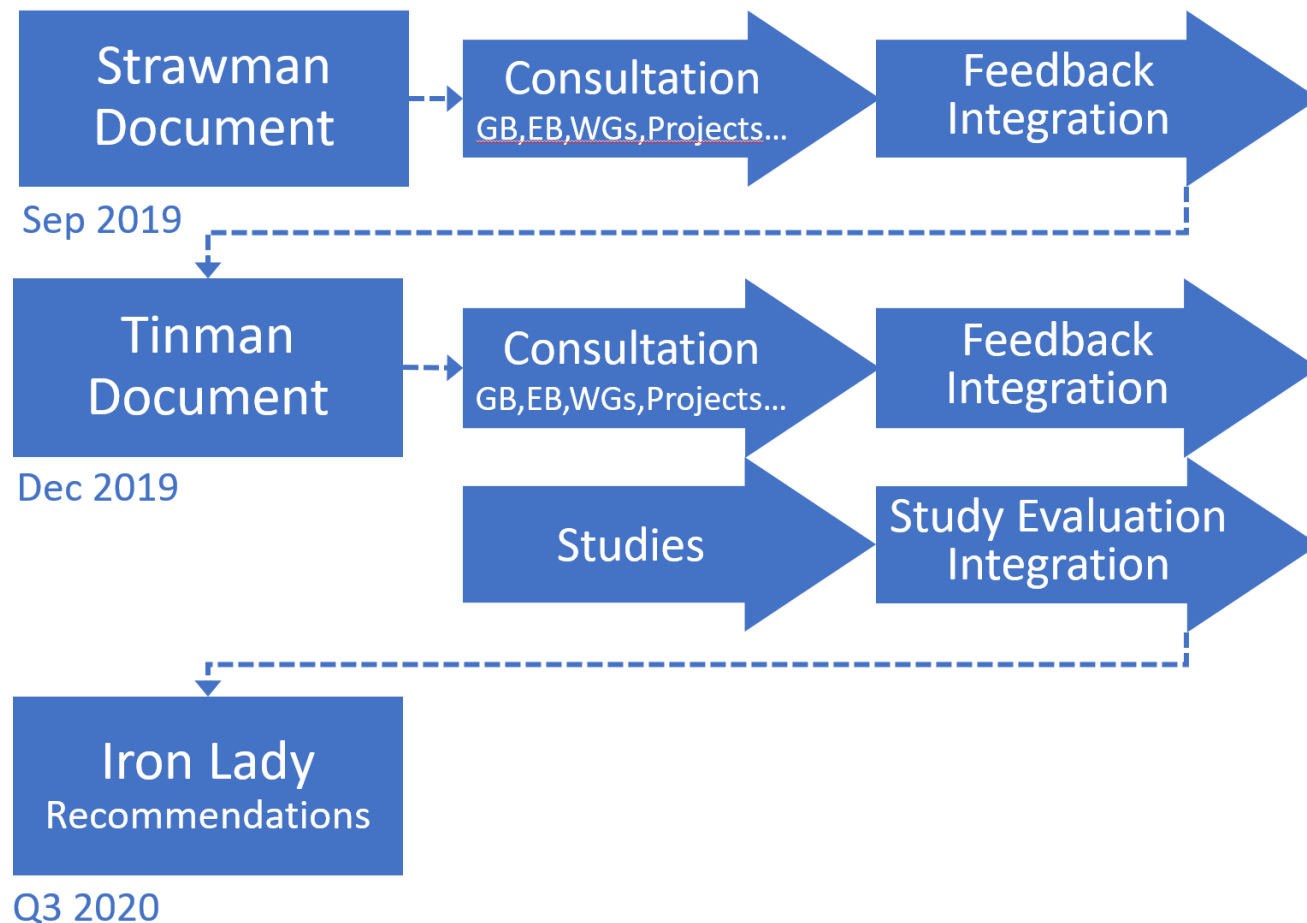 Strawman
Document
Consultation
GB,EB,WGs,Projects...
Feedback
Integration
Sep 2019
Tinman
Document
Consultation
GB,EB,WGs,Projects...
Feedback
Integration
Dec 2019
Studies
Study Evaluation
Integration
Iron Lady
Recommendations
Q3 2020